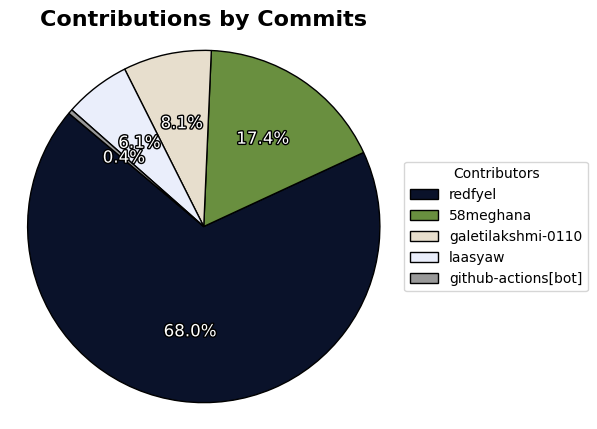 Contributions by Commits
8.1%
17.4%
6.1%
0.4%
68.0%
Contributors
redfyel
58meghana
galetilakshmi-0110
laasyaw
github-actions[bot]